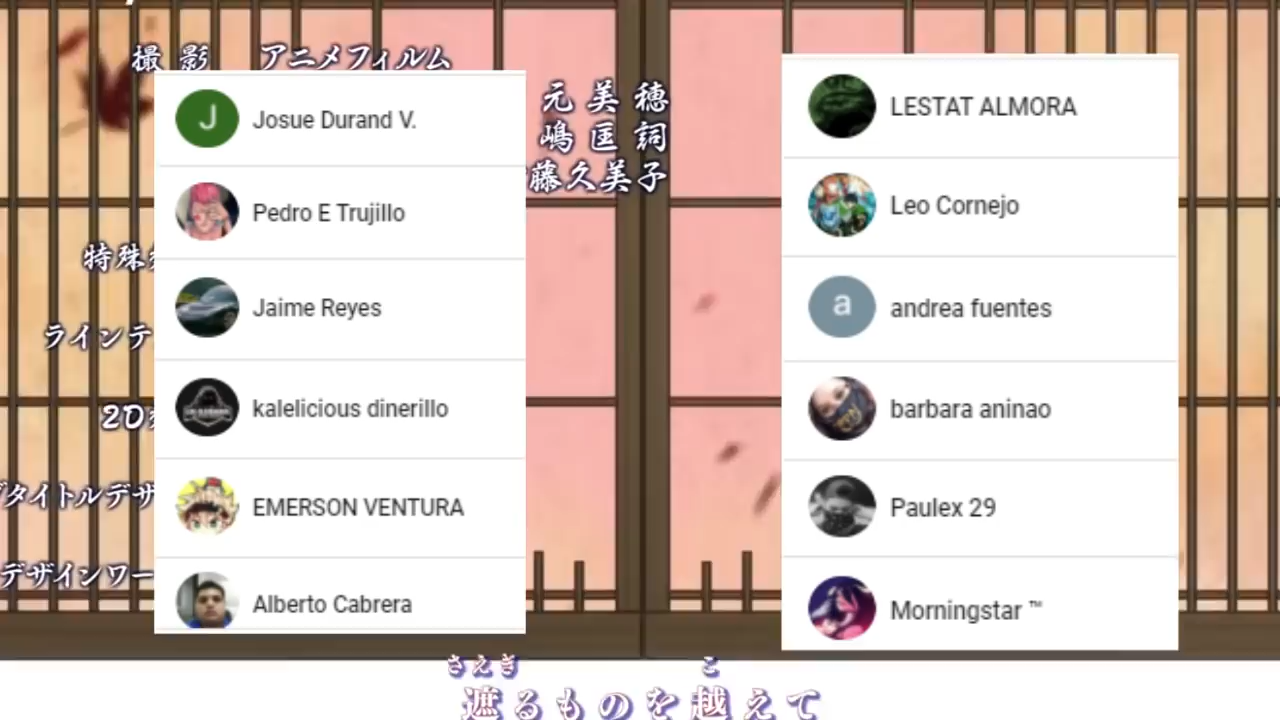 撮 影 アニメフィルム
元 美 穂
嶋 匡 詞
藤久美子
特殊
ラインテ
2D
タイトルデザ
デザインワー
J
Josue Durand V.
Pedro E Trujillo
Jaime Reyes
kalelicious dinerillo
EMERSON VENTURA
Alberto Cabrera
LESTAT ALMORA
Leo Cornejo
a
andrea fuentes
barbara aninao
Paulex 29
Morningstar ™
さえぎ こ
遮るものを越えて